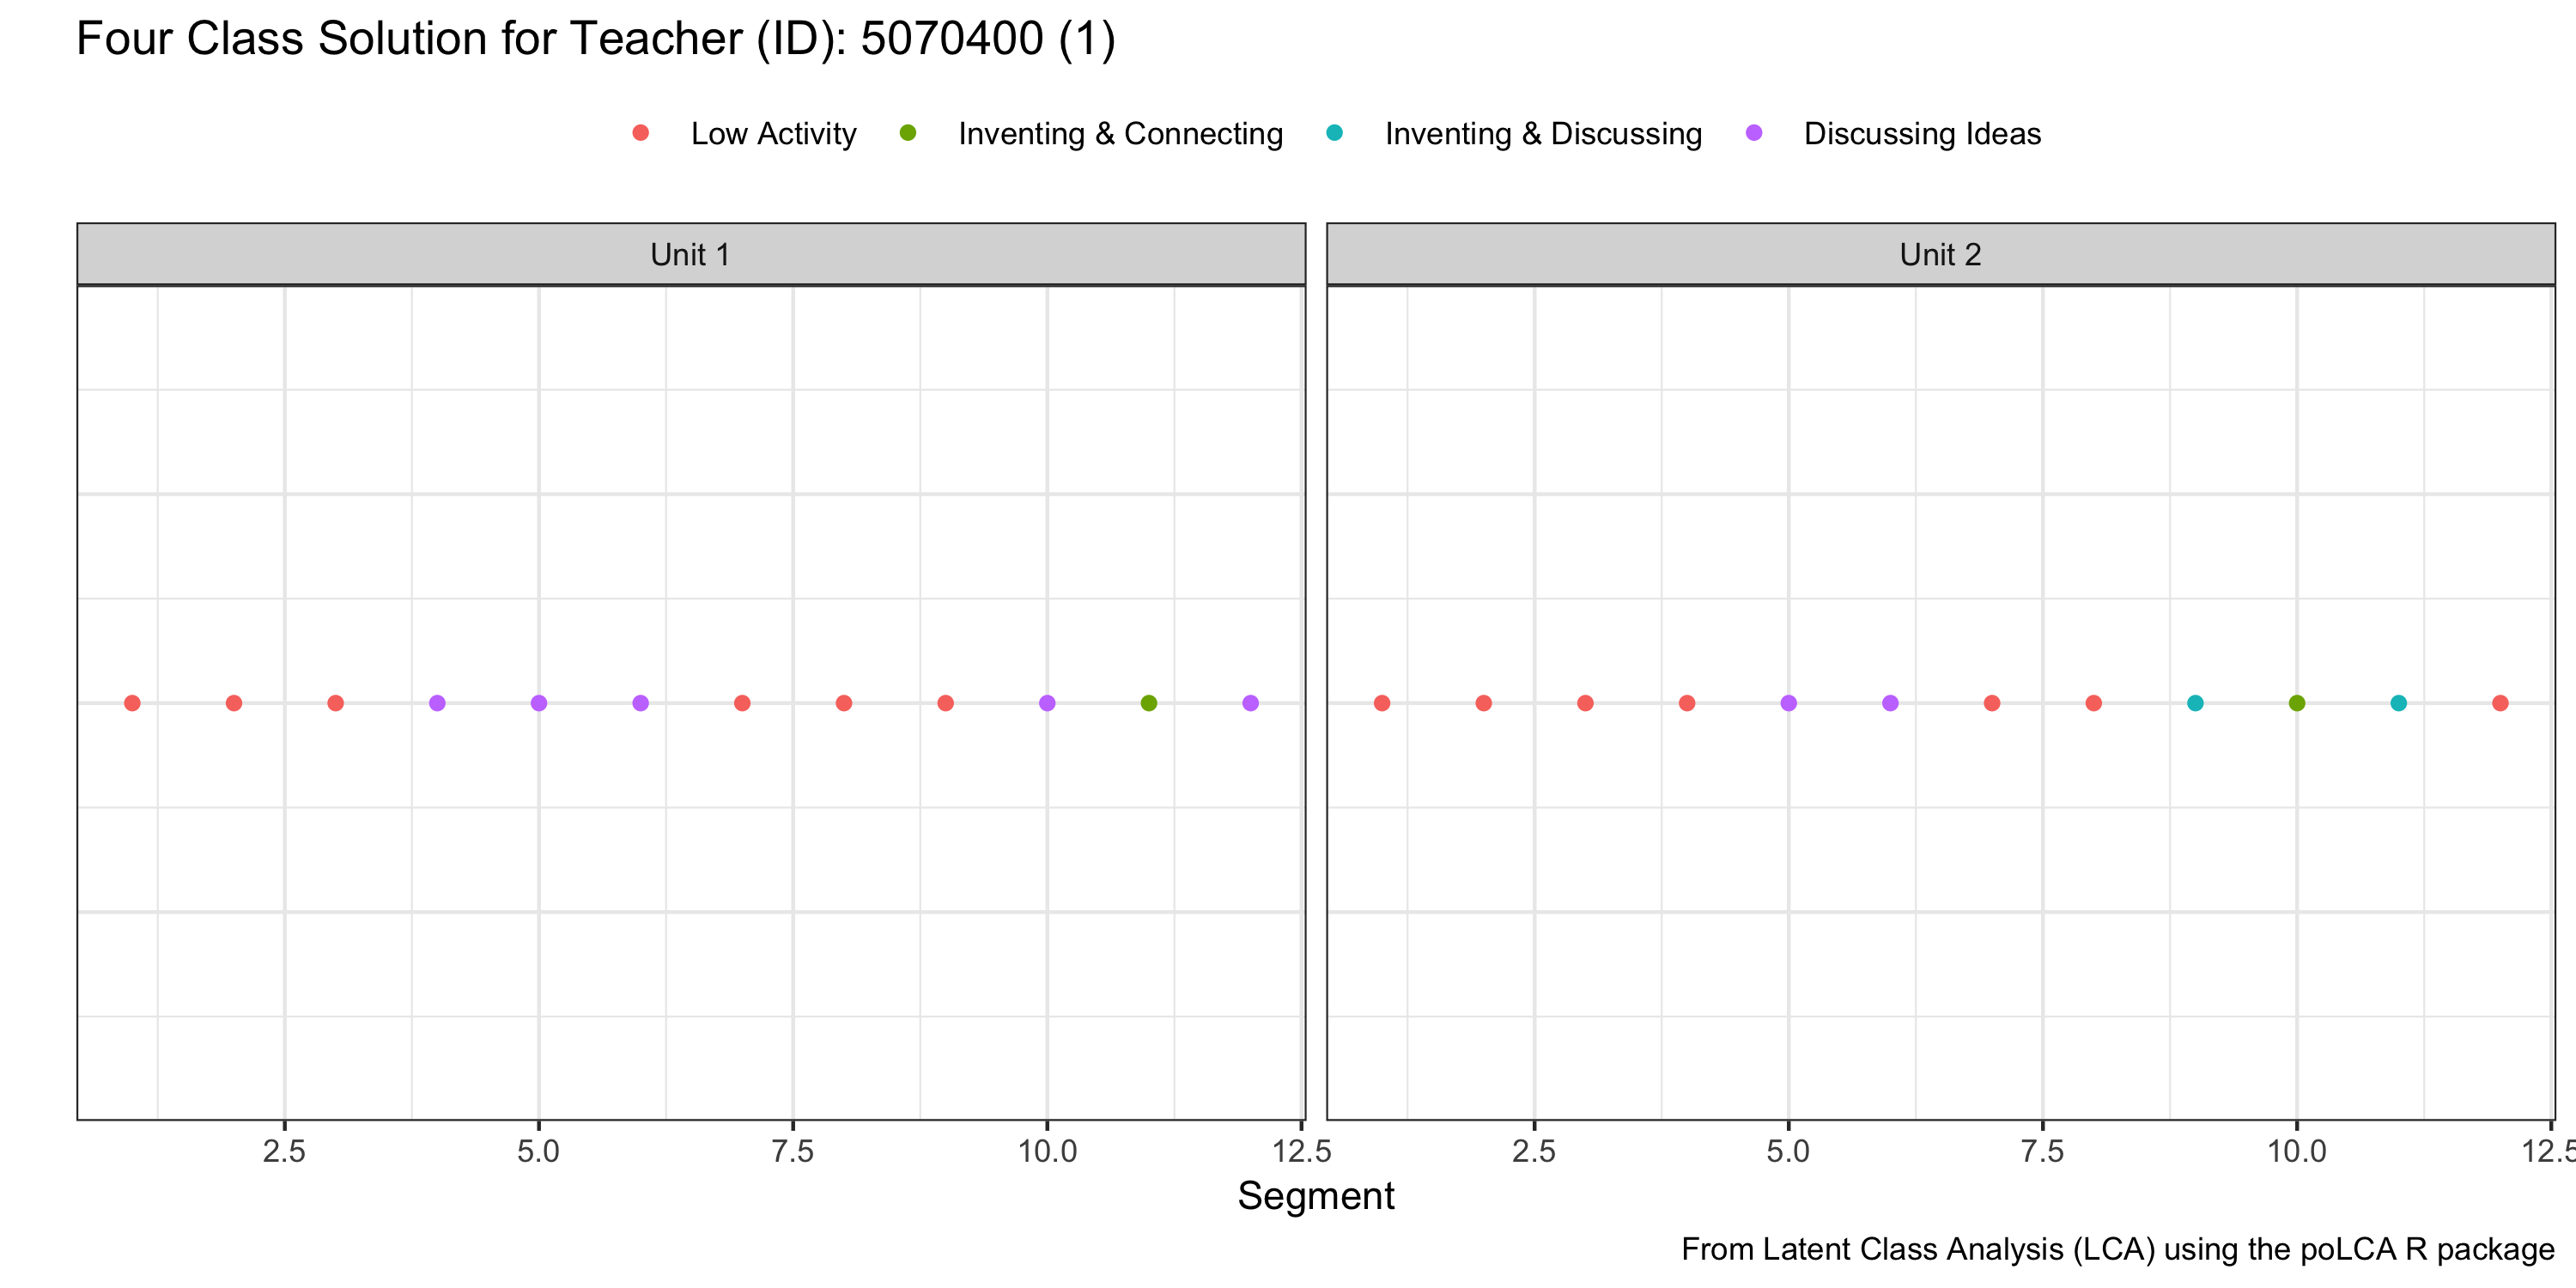 Four Class Solution for Teacher (ID): 5070400 (1)
Low Activity Inventing & Connecting Inventing & Discussing Discussing Ideas
Unit 1 Unit 2
2.5 5.0 7.5 10.0 12.5 2.5 5.0 7.5 10.0 12.5
Segment
From Latent Class Analysis (LCA) using the poLCA R package